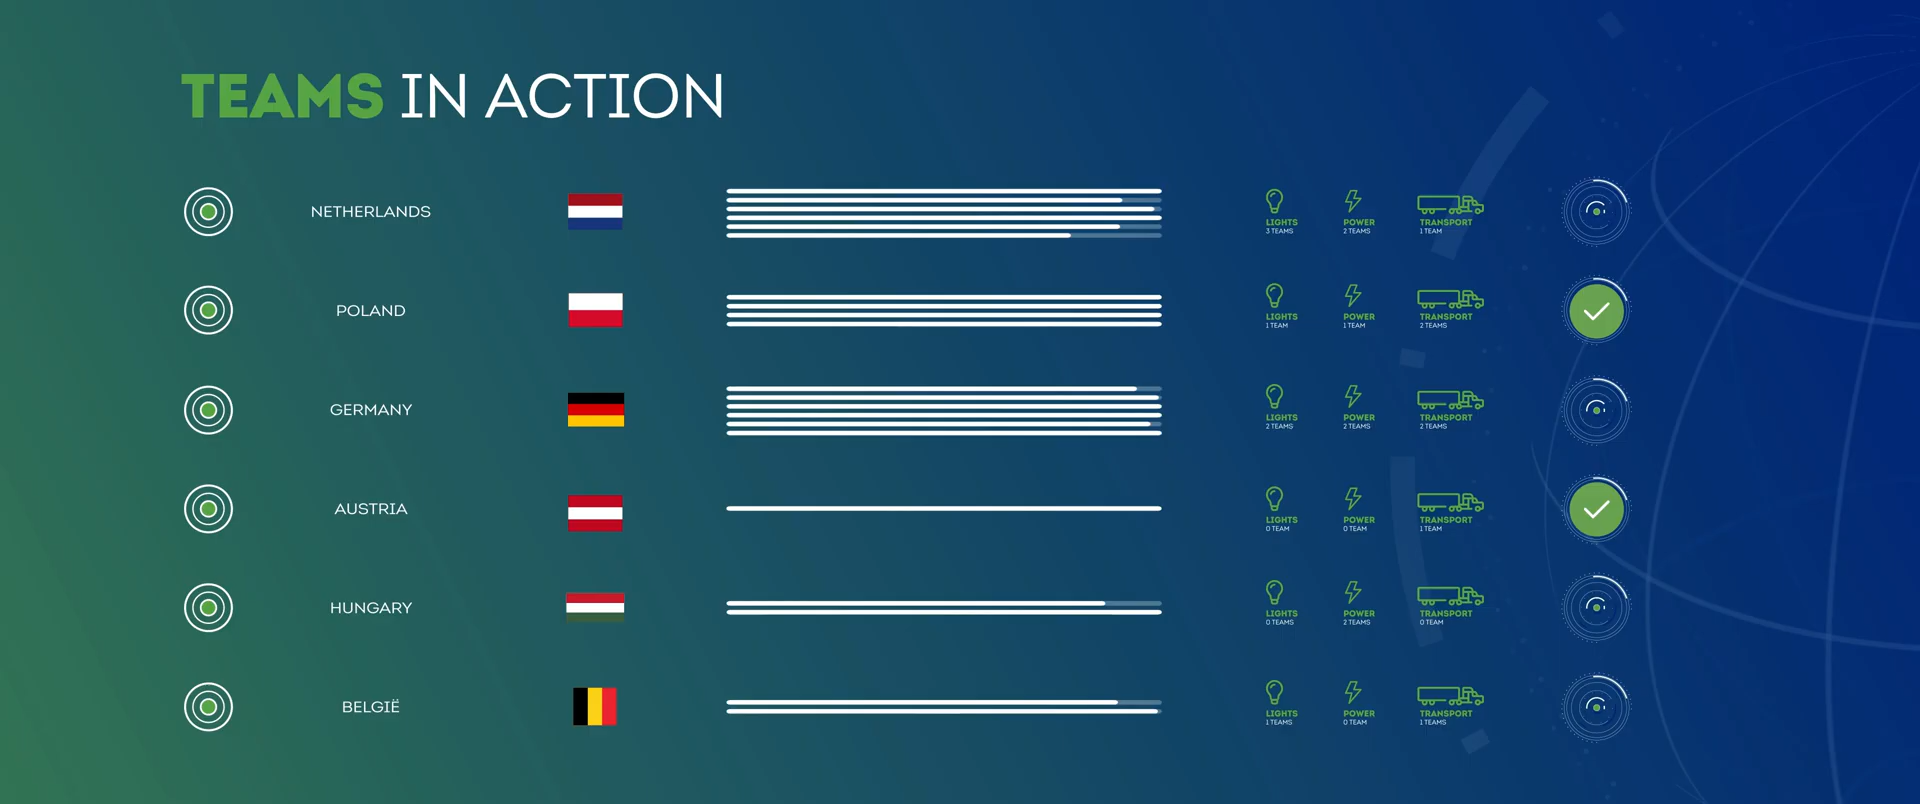 TEAMS IN ACTION
NETHERLANDS
LIGHTS
3 TEAMS
POWER
2 TEAMS
TRANSPORT
1 TEAM
POLAND
LIGHTS
1 TEAM
POWER
1 TEAM
TRANSPORT
2 TEAMS
GERMANY
LIGHTS
2 TEAMS
POWER
2 TEAMS
TRANSPORT
2 TEAMS
AUSTRIA
LIGHTS
0 TEAM
POWER
0 TEAM
TRANSPORT
1 TEAM
HUNGARY
LIGHTS
0 TEAMS
POWER
2 TEAMS
TRANSPORT
0 TEAM
BELGIË
LIGHTS
1 TEAMS
POWER
0 TEAM
TRANSPORT
1 TEAMS